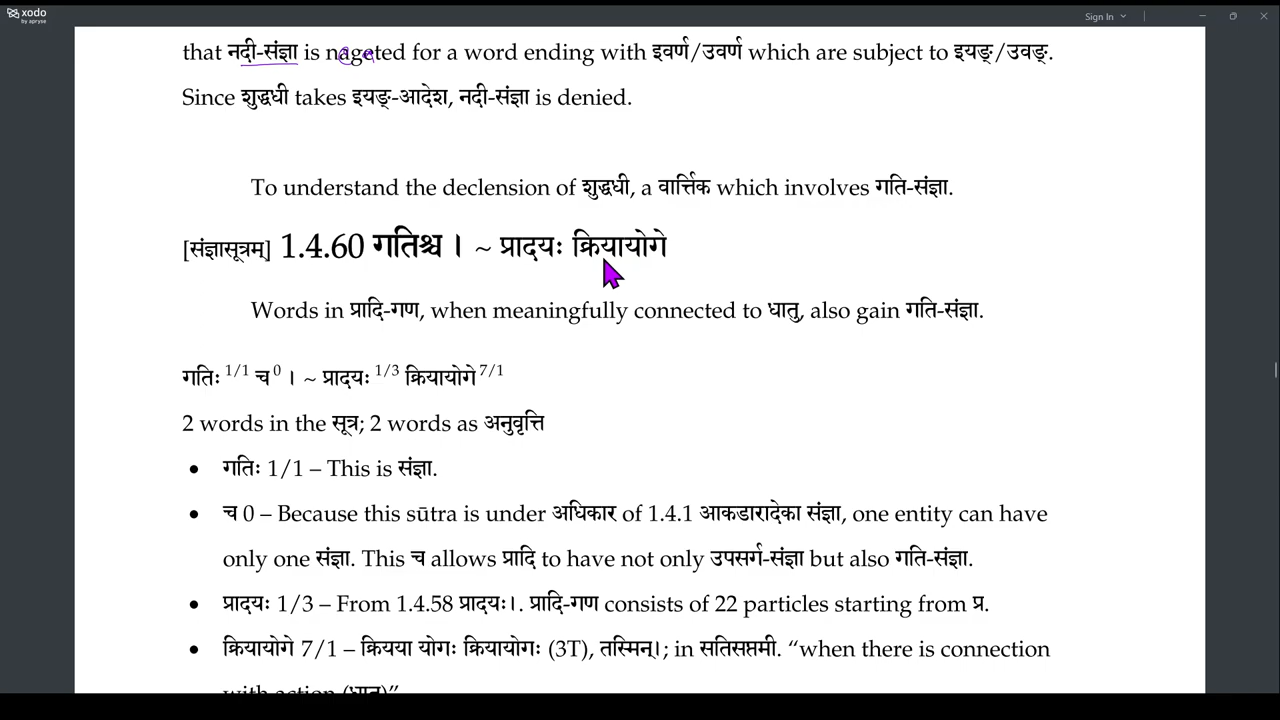 xodo
by apryse
Sign In
that नदी-संज्ञा is nagated for a word ending with इवर्ण/उवर्ण which are subject to इयङ्/उवङ्.
Since शुद्धधी takes इयङ्-आदेश, नदी-संज्ञा is denied.
To understand the declension of शुद्धधी, a वार्त्तिक which involves गति-संज्ञा.
[संज्ञासूत्रम्] 1.4.60 गतिश्च । ~ प्रादयः क्रियायोगे
Words in प्रादि-गण, when meaningfully connected to धातु, also gain गति-संज्ञा.
गतिः 1/1 च 0 । ~ प्रादयः 1/3 क्रियायोगे 7/1
2 words in the सूत्र; 2 words as अनुवृत्ति
• गतिः 1/1 – This is संज्ञा.
• च 0 – Because this sūtra is under अधिकार of 1.4.1 आकडारादेका संज्ञा, one entity can have
only one संज्ञा. This च allows प्रादि to have not only उपसर्ग-संज्ञा but also गति-संज्ञा.
• प्रादयः 1/3 – From 1.4.58 प्रादयः।. प्रादि-गण consists of 22 particles starting from प्र.
• क्रियायोगे 7/1 – क्रियया योगः क्रियायोगः (3T), तस्मिन्।; in सतिसप्तमी. “when there is connection
with action (धातु)”